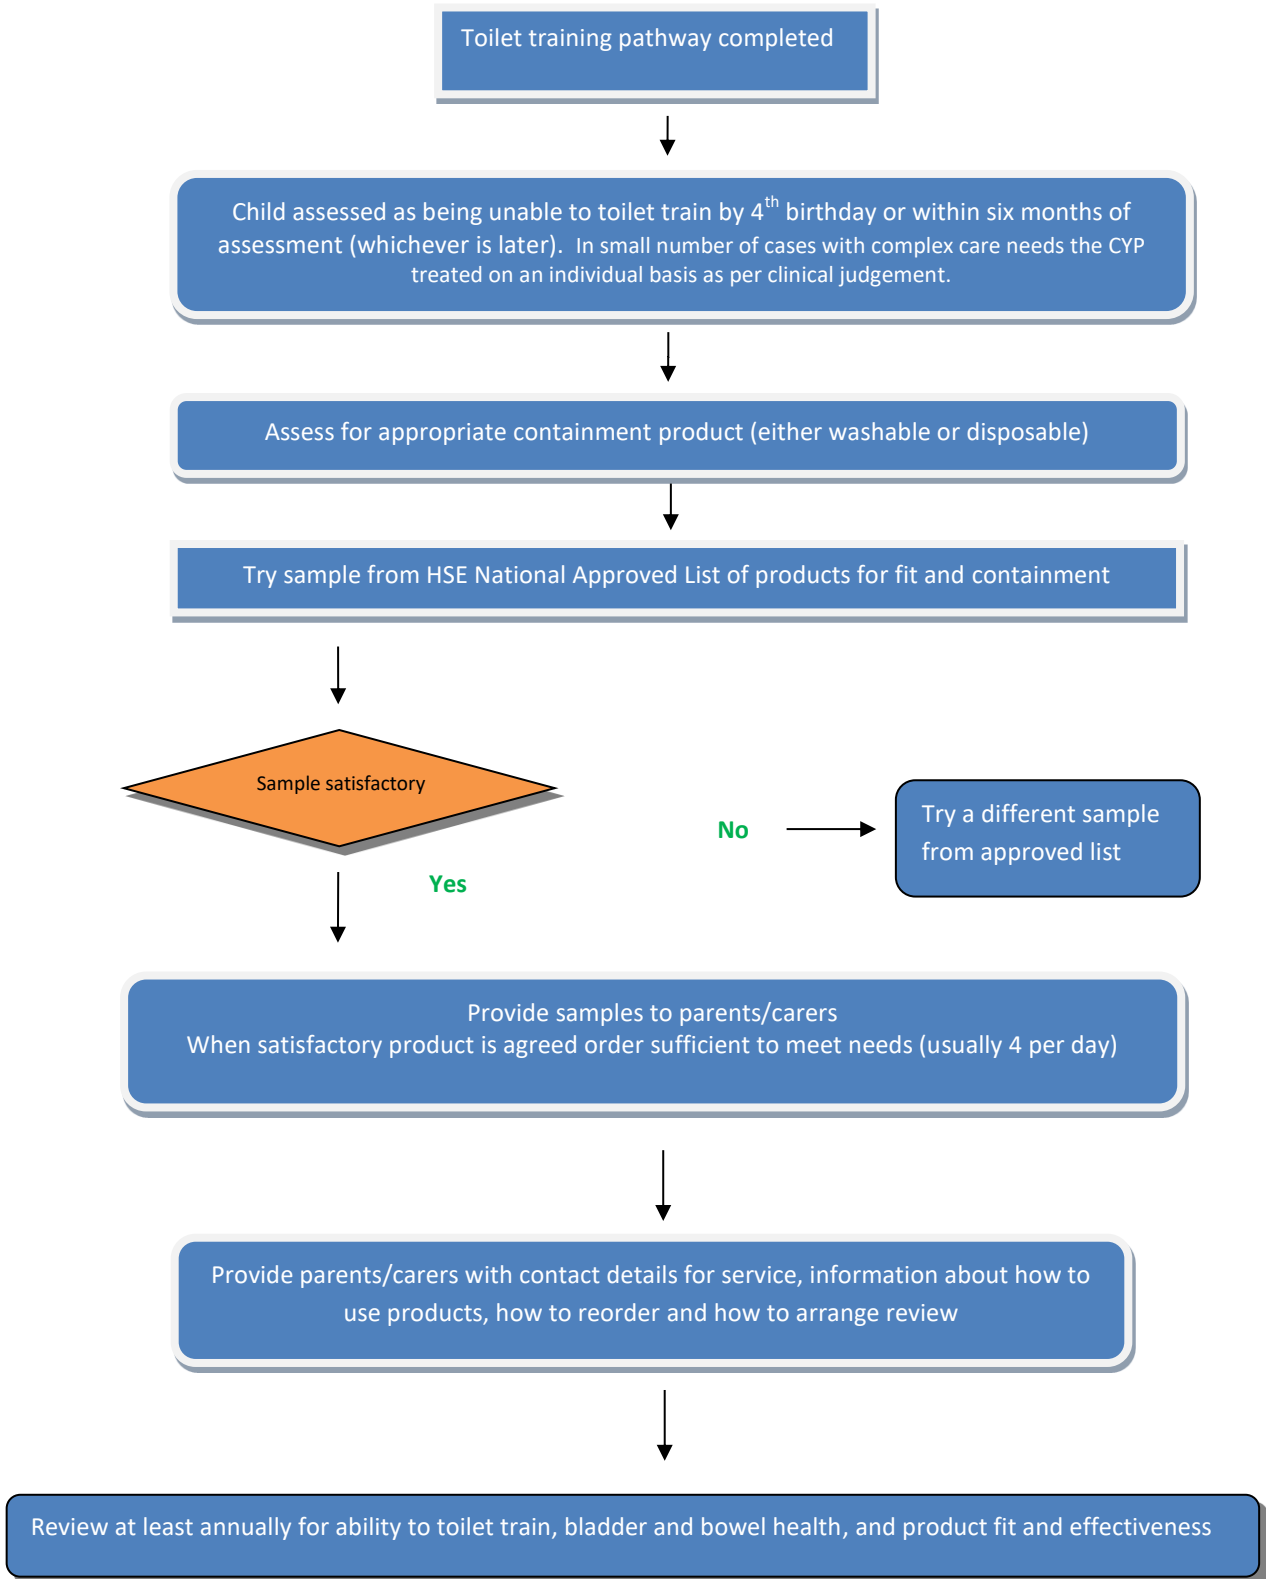 Toilet training pathway completed
Child assessed as being unable to toilet train by 4th birthday or within six months of
assessment (whichever is later). In small number of cases with complex care needs the CYP
treated on an individual basis as per clinical judgement.
Assess for appropriate containment product (either washable or disposable)
Try sample from HSE National Approved List of products for fit and containment
Sample satisfactory
No
Try a different sample
from approved list
Yes
Provide samples to parents/carers
When satisfactory product is agreed order sufficient to meet needs (usually 4 per day)
Provide parents/carers with contact details for service, information about how to
use products, how to reorder and how to arrange review
Review at least annually for ability to toilet train, bladder and bowel health, and product fit and effectiveness